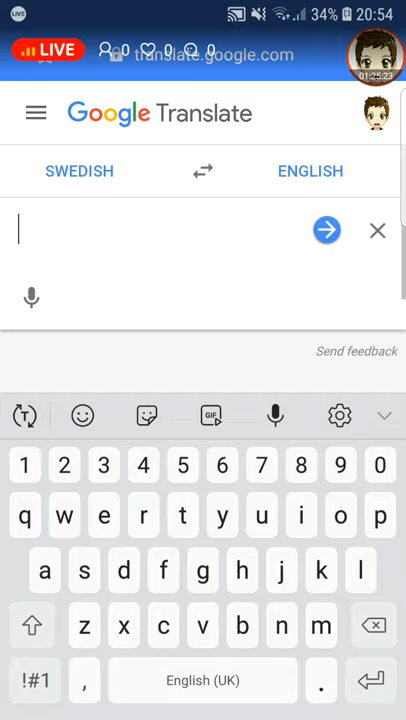 LIVE 34% 20:54
LIVE 0 0 0 translate.google.com
01:25:23
Google Translate
SWEDISH ENGLISH
Send feedback
GIF
1 2 3 4 5 6 7 8 9 0
q w e r t y u i o p
a s d f g h j k l
z x c v b n m
!#1 , English (UK) .